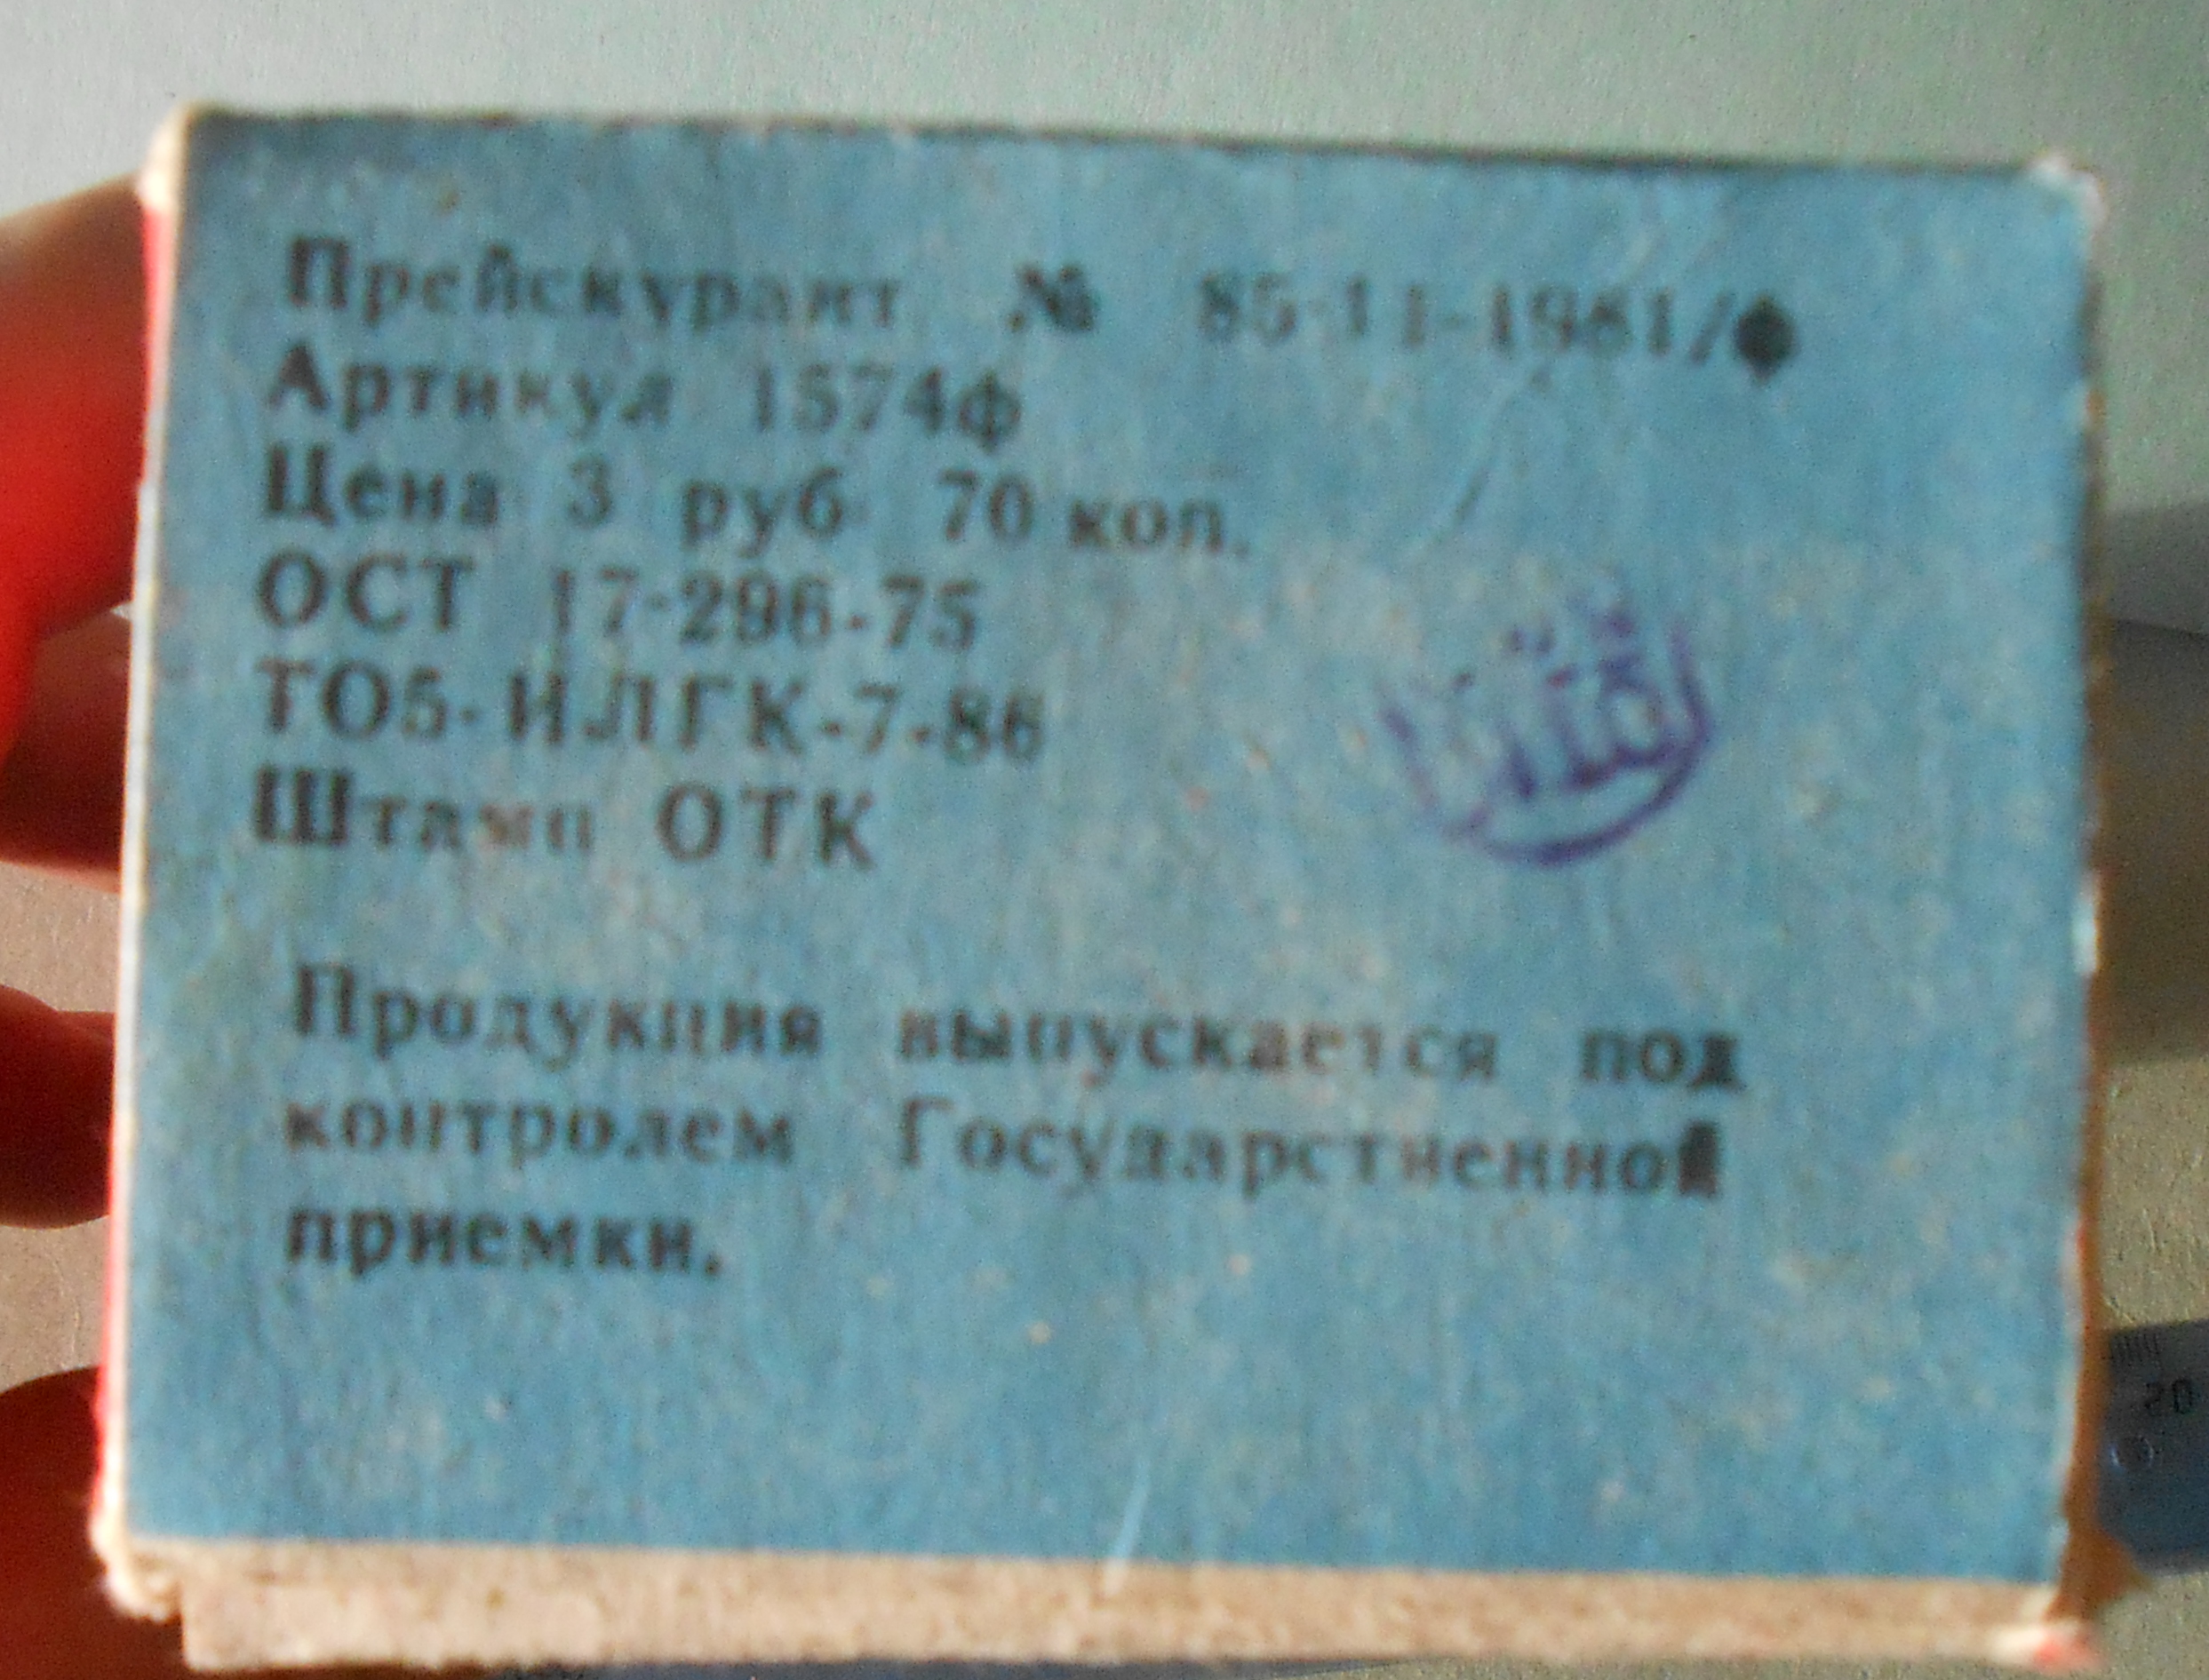 Прейскурант № 85-11-1981/
Артикул 1574ф
Цена 3 руб 70 коп.
ОСТ 17-296-75
ТО5-ИЛГК-7-86
Штамп ОТК
Продукция выпускается под
контролем Государственной
приемки.
20